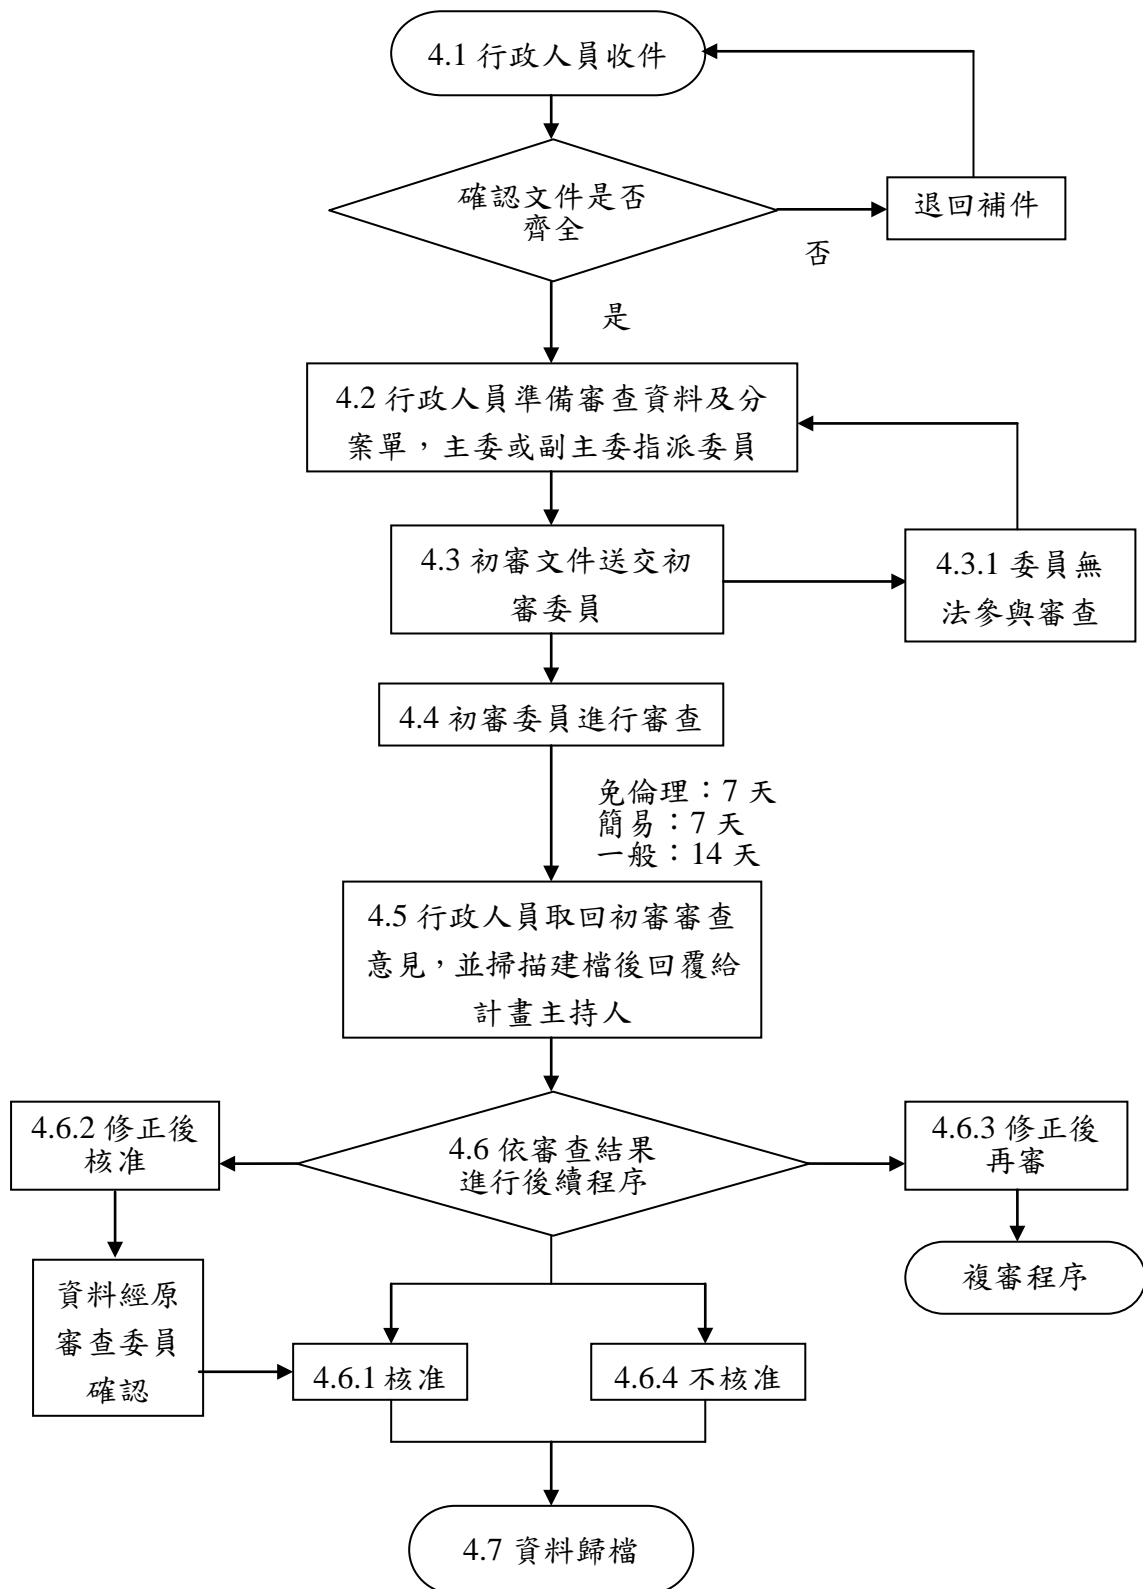 4.1 行政人員收件
確認文件是否
齊全
退回補件
否
是
4.2 行政人員準備審查資料及分
案單，主委或副主委指派委員
4.3 初審文件送交初
審委員
4.3.1 委員無
法參與審查
4.4 初審委員進行審查
免倫理：7 天
簡易：7 天
一般：14 天
4.5 行政人員取回初審審查
意見，並掃描建檔後回覆給
計畫主持人
4.6 依審查結果
進行後續程序
4.6.2 修正後
核准
4.6.3 修正後
再審
資料經原
審查委員
確認
複審程序
4.6.1 核准
4.6.4 不核准
4.7 資料歸檔